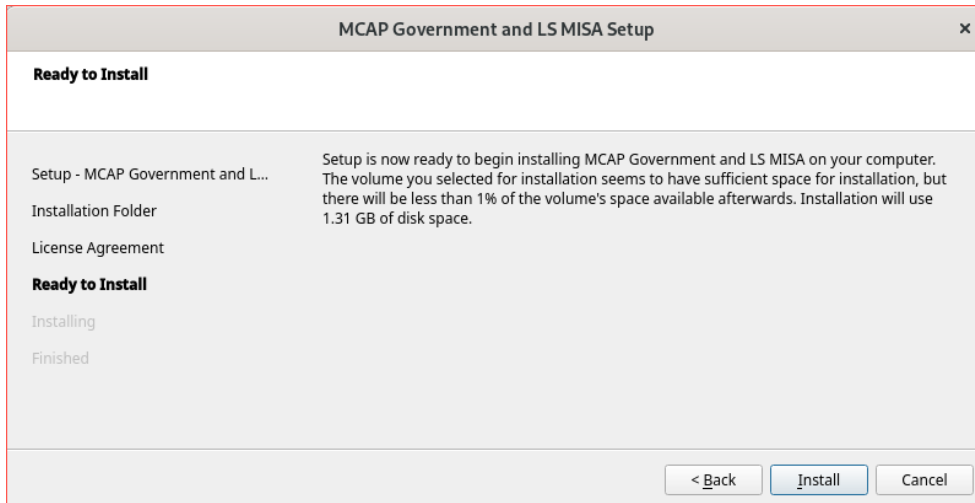 MCAP Government and LS MISA Setup
Ready to Install
Setup - MCAP Government and L...
Installation Folder
License Agreement
Ready to Install
Installing
Finished
Setup is now ready to begin installing MCAP Government and LS MISA on your computer.
The volume you selected for installation seems to have sufficient space for installation, but
there will be less than 1% of the volume's space available afterwards. Installation will use
1.31 GB of disk space.
< Back
Install
Cancel